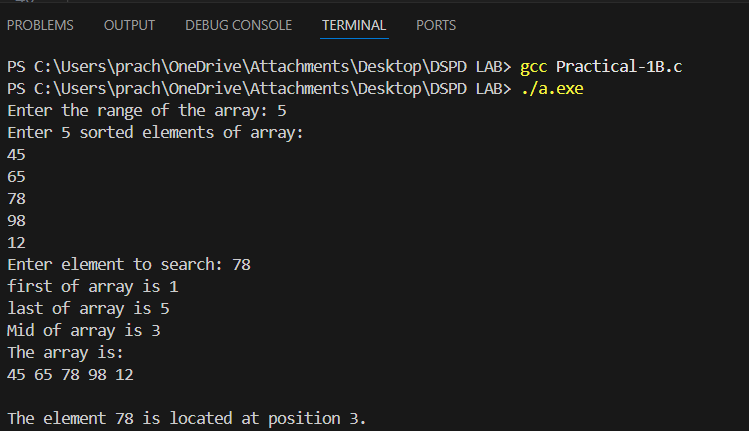 PROBLEMS OUTPUT DEBUG CONSOLE TERMINAL PORTS
PS C:\Users\prach\OneDrive\Attachments\Desktop\DSPD LAB> gcc Practical-1B.c
PS C:\Users\prach\OneDrive\Attachments\Desktop\DSPD LAB> ./a.exe
Enter the range of the array: 5
Enter 5 sorted elements of array:
45
65
78
98
12
Enter element to search: 78
first of array is 1
last of array is 5
Mid of array is 3
The array is:
45 65 78 98 12
The element 78 is located at position 3.